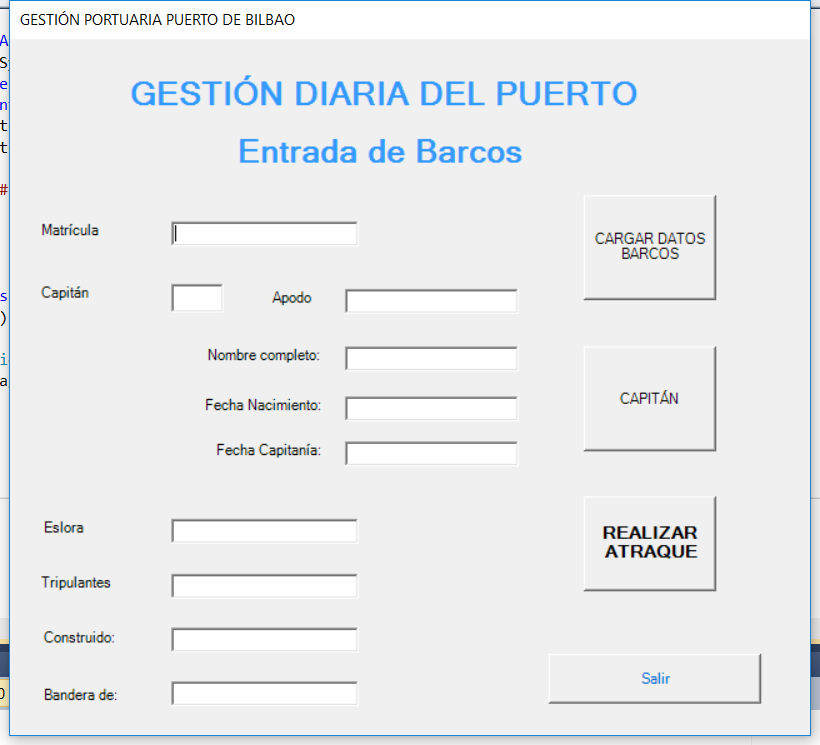 GESTIÓN PORTUARIA PUERTO DE BILBAO
GESTIÓN DIARIA DEL PUERTO
Entrada de Barcos
Matrícula
CARGAR DATOS
BARCOS
Capitán
Apodo
Nombre completo:
CAPITÁN
Fecha Nacimiento:
Fecha Capitanía:
Eslora
REALIZAR
ATRAQUE
Tripulantes
Construido:
Salir
Bandera de: